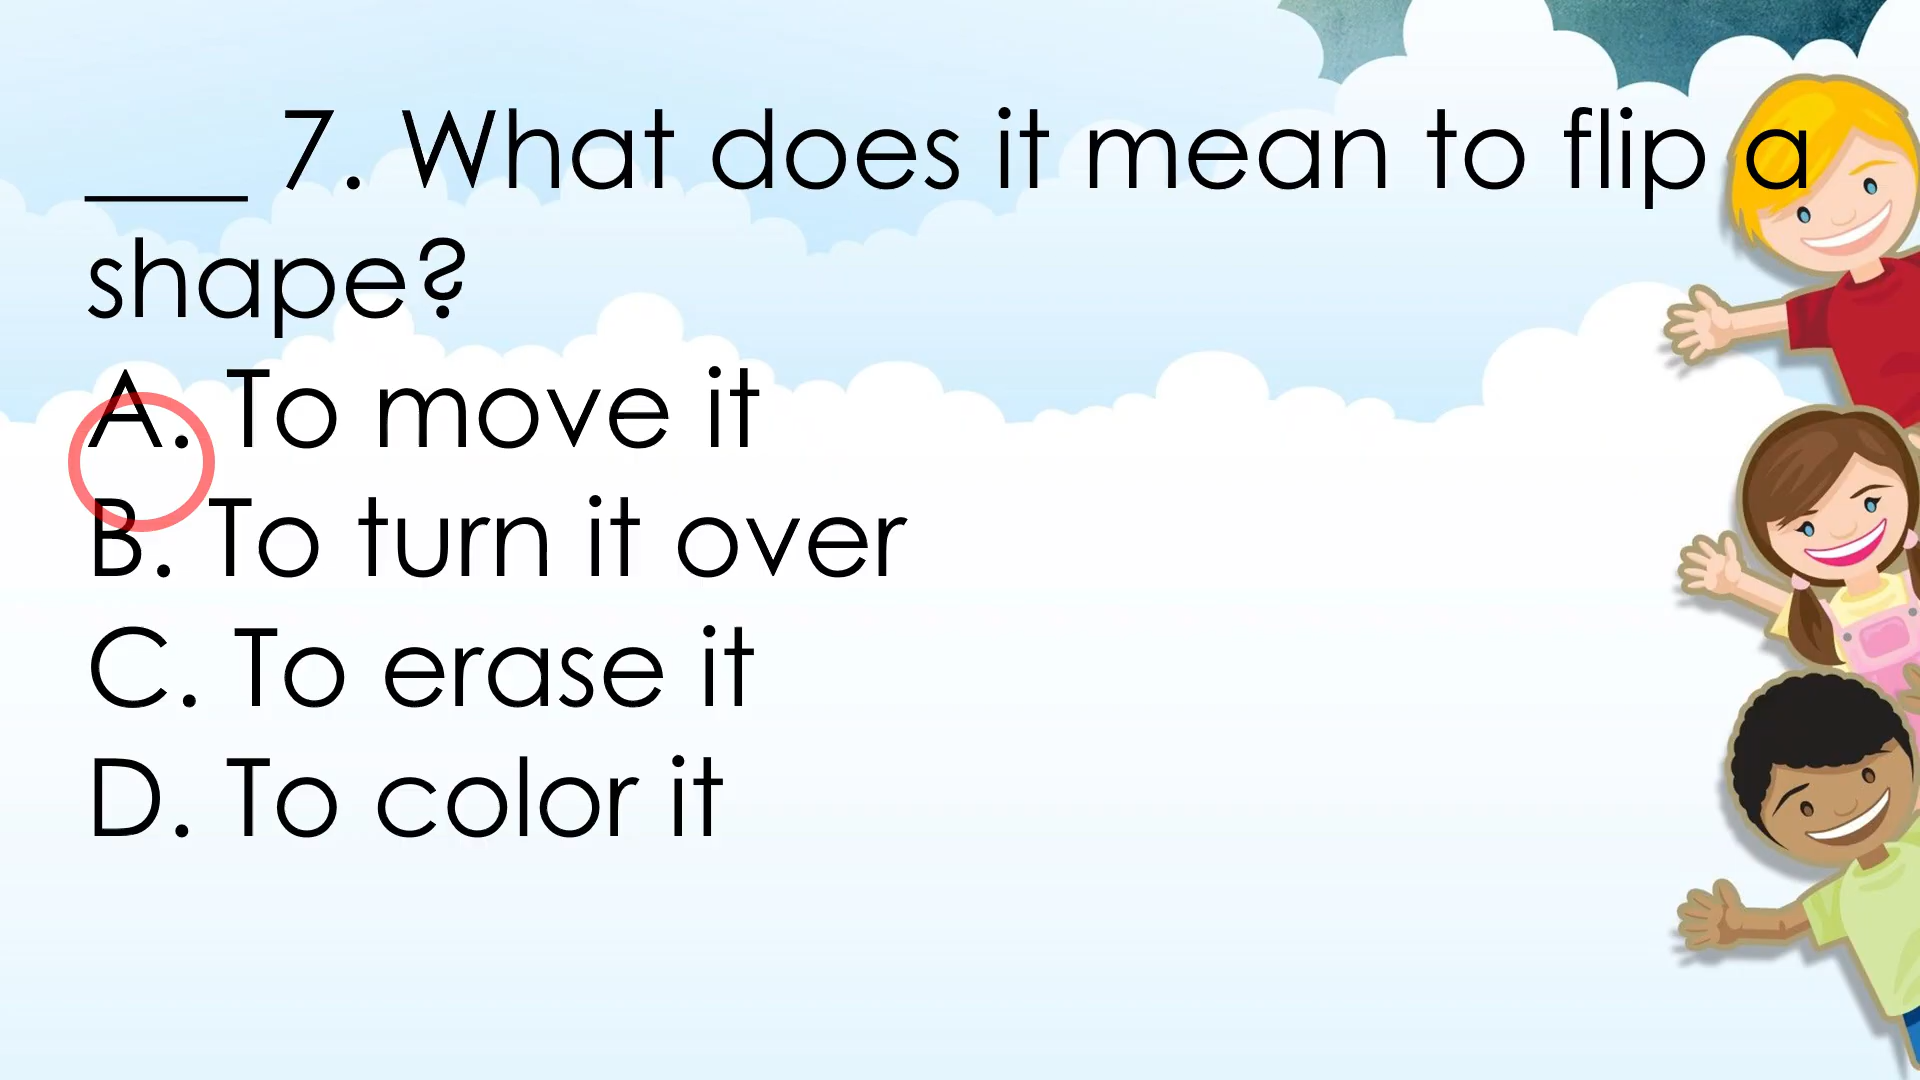 ___ 7. What does it mean to flip a
shape?
A. To move it
B. To turn it over
C. To erase it
D. To color it